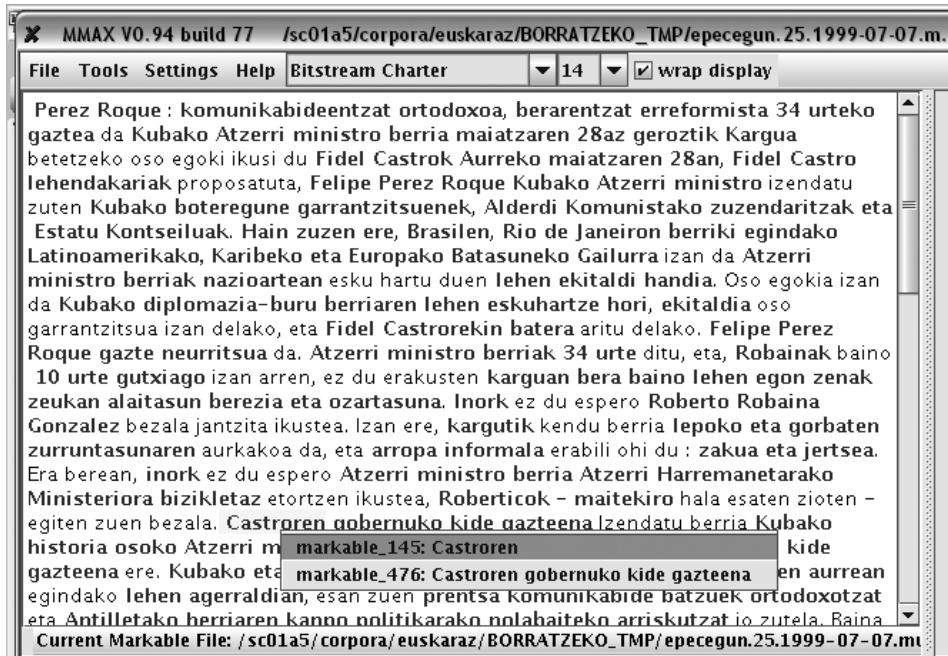 MMAX V0.94 build 77 /sc01a5/corpora/euskaraz/BORRATZEKO_TMP/epecegun.25.1999-07-07.m.
File Tools Settings Help Bitstream Charter 14 wrap display
Perez Roque : komunikabideentzat ortodoxoa, berarentzat erreformista 34 urteko
gaztea da Kubako Atzerri ministro berria maiatzaren 28az geroztik Kargua
betetzeko oso egoki ikusi du Fidel Castrok Aurreko maiatzaren 28an, Fidel Castro
lehendakariak proposatuta, Felipe Perez Roque Kubako Atzerri ministro izendatu
zuten Kubako boteregune garrantzitsuenek, Alderdi Komunistako zuzendaritzak eta
Estatu Kontseiluak. Hain zuzen ere, Brasilen, Rio de Janeiron berriki egindako
Latinoamerikako, Karibeko eta Europako Batasuneko Gailurra izan da Atzerri
ministro berriak nazioartean esku hartu duen lehen ekitaldi handia. Oso egokia izan
da Kubako diplomazia-buru berriaren lehen eskuhartze hori, ekitaldia oso
garrantzitsua izan delako, eta Fidel Castrorekin batera aritu delako. Felipe Perez
Roque gazte neurritsua da. Atzerri ministro berriak 34 urte ditu, eta, Robainak baino
10 urte gutxiago izan arren, ez du erakusten karguan bera baino lehen egon zenak
zeukan alaitasun berezia eta ozartasuna. Inork ez du espero Roberto Robaina
Gonzalez bezala jantzita ikustea. Izan ere, kargutik kendu berria lepoko eta gorbaten
zurruntasunaren aurkakoa da, eta arropa informala erabili ohi du : zakua eta jertsea.
Era berean, inork ez du espero Atzerri ministro berria Atzerri Harremanetarako
Ministeriora bizikletaz etortzen ikustea, Roberticok - maitekiro hala esaten zioten -
egiten zuen bezala. Castroren gobernuko kide gazteena Izendatu berria Kubako
historia osoko Atzerri m kide
markable_145: Castroren
gazteena ere. Kubako eta en aurrean
markable_476: Castroren gobernuko kide gazteena
egindako lehen agerraldian, esan zuen prentsa komunikabide batzuek ortodoxotzat
eta Antilletako herriaren kanpo politikarako nolabaiteko arriskutzat jo zutela. Baina
Current Markable File: /sc01a5/corpora/euskaraz/BORRATZEKO_TMP/epecegun.25.1999-07-07.mu